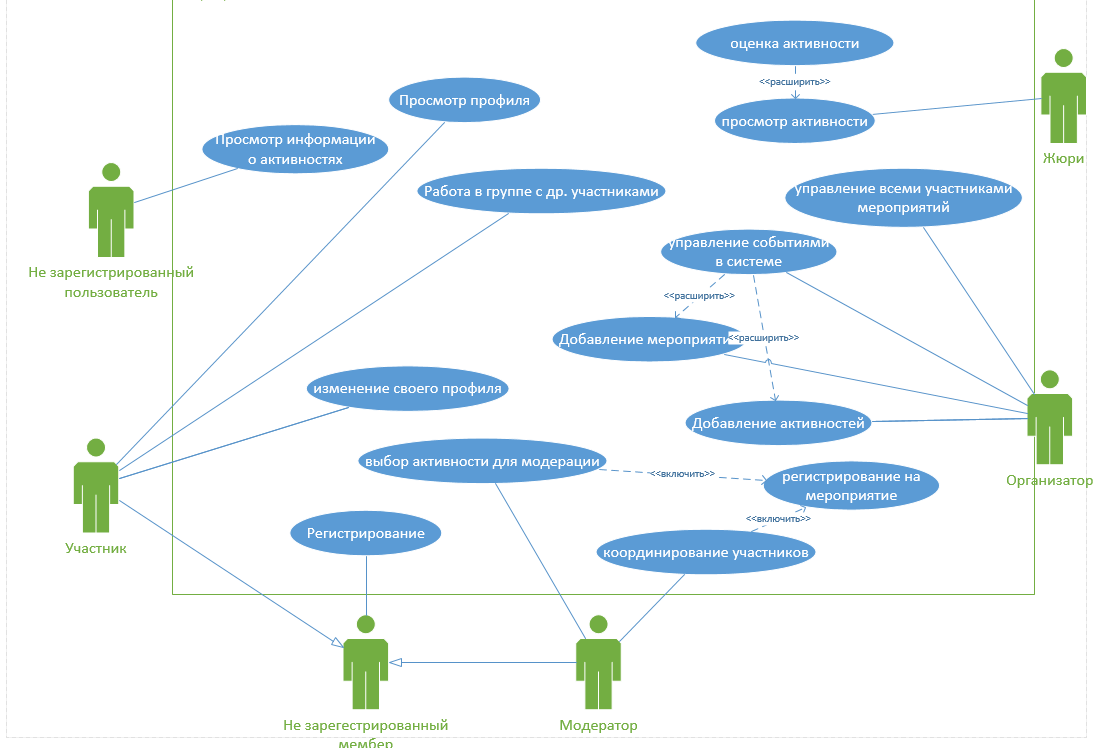 оценка активности
<<расширить>>
просмотр активности
Жюри
Просмотр профиля
Просмотр информации
о активностях
Работа в группе с др. участниками
управление всеми участниками
мероприятий
Не зарегистрированный
пользователь
управление событиями
в системе
<<расширить>>
Добавление мероприяти
<<расширить>>
изменение своего профиля
Добавление активностей
Организатор
выбор активности для модерации
<<включить>>
регистрирование на
мероприятие
<<включить>>
Участник
Регистрирование
координирование участников
Не зарегестрированный
мембер
Модератор